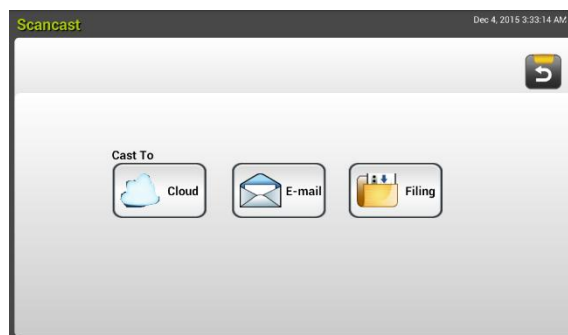 Scancast
Dec 4, 2015 3:33:14 AM
Cast To
Cloud
E-mail
Filing